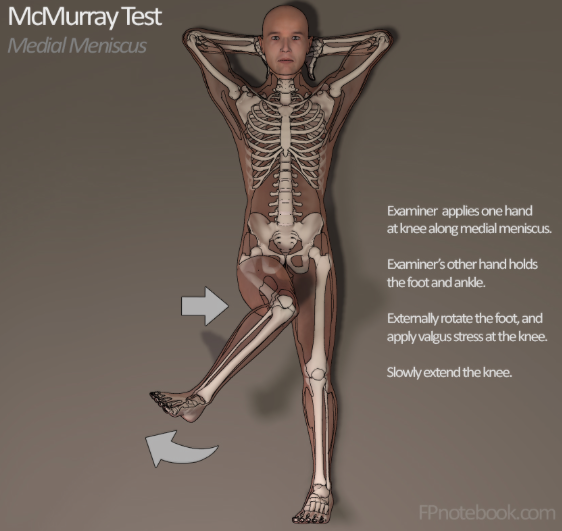 McMurray Test
Medial Meniscus
Examiner applies one hand
at knee along medial meniscus.
Examiner's other hand holds
the foot and ankle.
Externally rotate the foot, and
apply valgus stress at the knee.
Slowly extend the knee.
FPnotebook.com